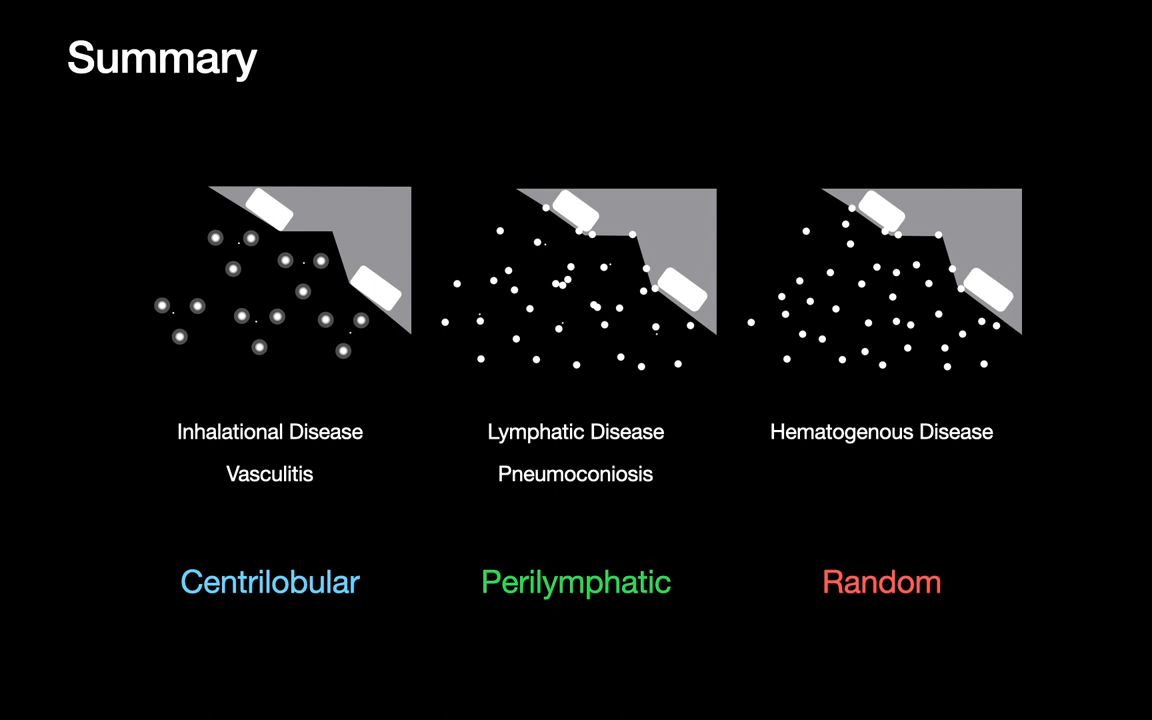 Summary
Inhalational Disease
Vasculitis
Lymphatic Disease
Pneumoconiosis
Hematogenous Disease
Centrilobular
Perilymphatic
Random